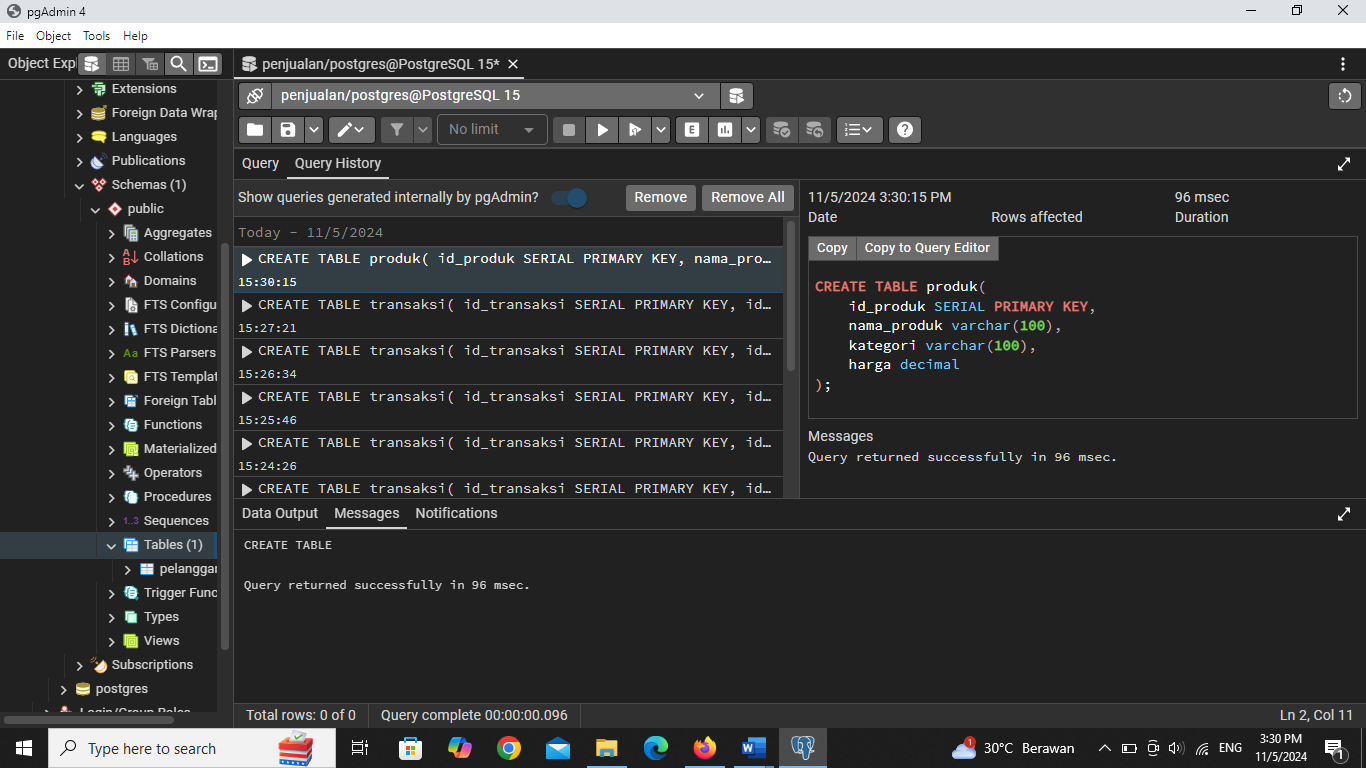 pgAdmin 4
File Object Tools Help
Object Expl
penjualan/postgres@PostgreSQL 15*
Extensions
Foreign Data Wrap
Languages
Publications
Schemas (1)
public
Aggregates
Collations
Domains
FTS Configu
FTS Dictiona
Aa FTS Parsers
FTS Templat
Foreign Tabl
Functions
Materialized
Operators
Procedures
1..3 Sequences
Tables (1)
pelanggan
Trigger Func
Types
Views
Subscriptions
postgres
Login/Group Roles
penjualan/postgres@PostgreSQL 15
No limit
E
Query Query History
Show queries generated internally by pgAdmin? Remove Remove All
Today - 11/5/2024
CREATE TABLE produk( id_produk SERIAL PRIMARY KEY, nama_pro...
15:30:15
CREATE TABLE transaksi( id_transaksi SERIAL PRIMARY KEY, id...
15:27:21
CREATE TABLE transaksi( id_transaksi SERIAL PRIMARY KEY, id...
15:26:34
CREATE TABLE transaksi( id_transaksi SERIAL PRIMARY KEY, id...
15:25:46
CREATE TABLE transaksi( id_transaksi SERIAL PRIMARY KEY, id...
15:24:26
CREATE TABLE transaksi( id_transaksi SERIAL PRIMARY KEY, id...
11/5/2024 3:30:15 PM 96 msec
Date Rows affected Duration
Copy Copy to Query Editor
CREATE TABLE produk(
id_produk SERIAL PRIMARY KEY,
nama_produk varchar(100),
kategori varchar(100),
harga decimal
);
Messages
Query returned successfully in 96 msec.
Data Output Messages Notifications
CREATE TABLE
Query returned successfully in 96 msec.
Total rows: 0 of 0 Query complete 00:00:00.096 Ln 2, Col 11
Type here to search
1 30°C Berawan ENG 3:30 PM
11/5/2024 1